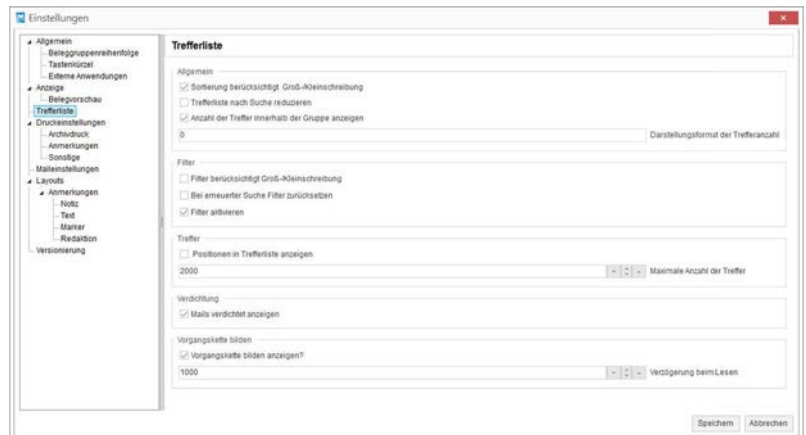 Einstellungen
Allgemein
Beleggruppenreihenfolge
Tastenkürzel
Externe Anwendungen
Anzeige
Belegvorschau
Trefferliste
Druckeinstellungen
Archivdruck
Anmerkungen
Sonstige
Maileinstellungen
Layouts
Anmerkungen
Notiz
Text
Marker
Redaktion
Versionierung
Trefferliste
Allgemein
Sortierung berücksichtigt Groß-/Kleinschreibung
Trefferliste nach Suche reduzieren
Anzahl der Treffer innerhalb der Gruppe anzeigen
0 Darstellungsformat der Trefferanzahl
Filter
Filter berücksichtigt Groß-/Kleinschreibung
Bei erneuerter Suche Filter zurücksetzen
Filter aktivieren
Treffer
Positionen in Trefferliste anzeigen
2000 Maximale Anzahl der Treffer
Verdichtung
Mails verdichtet anzeigen
Vorgangskette bilden
Vorgangskette bilden anzeigen?
1000 Verzögerung beim Lesen
Speichern Abbrechen